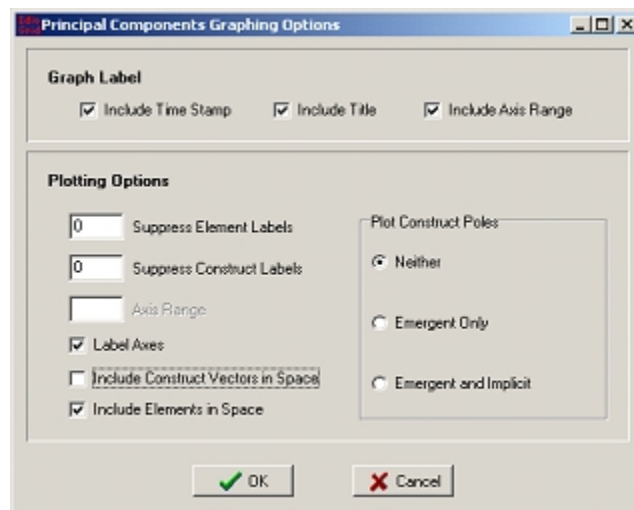 Principal Components Graphing Options
Graph Label
Include Time Stamp
Include Title
Include Axis Range
Plotting Options
0 Suppress Element Labels
0 Suppress Construct Labels
Axis Range
Label Axes
Include Construct Vectors in Space
Include Elements in Space
Plot Construct Poles
Neither
Emergent Only
Emergent and Implicit
OK
Cancel